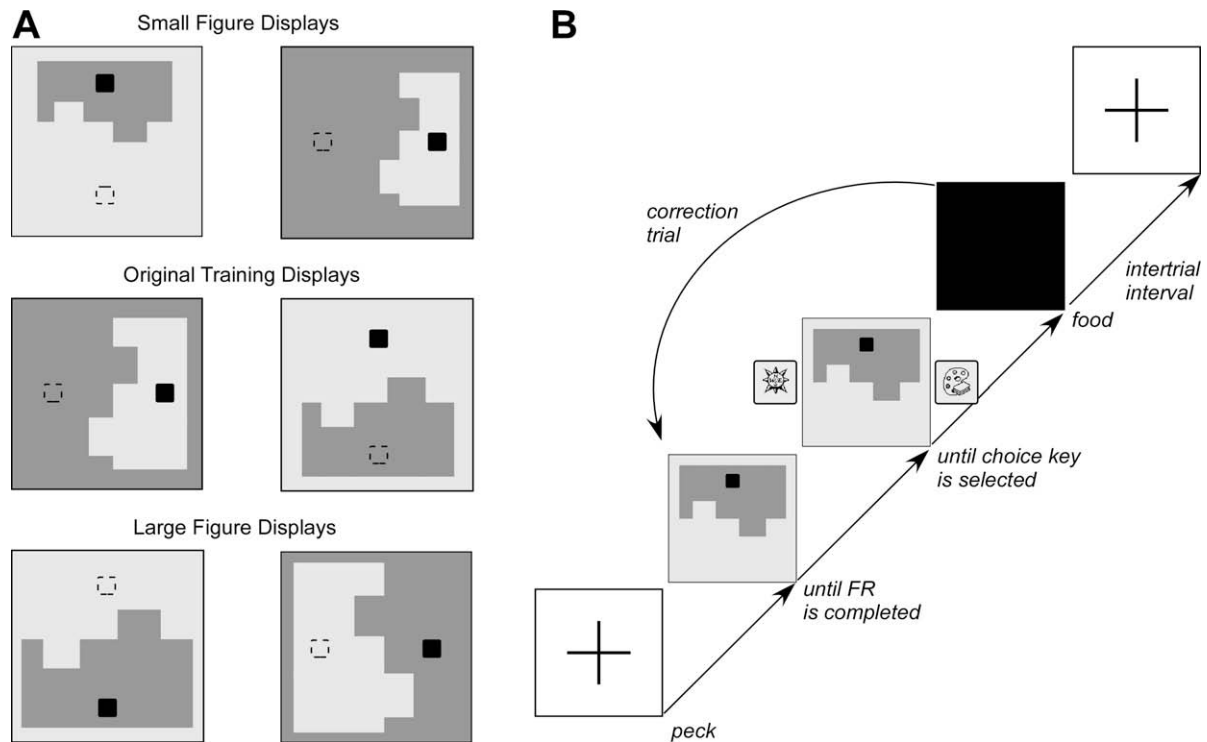 A
Small Figure Displays
Original Training Displays
Large Figure Displays
B
correction
trial
intertrial
interval
food
until choice key
is selected
until FR
is completed
peck